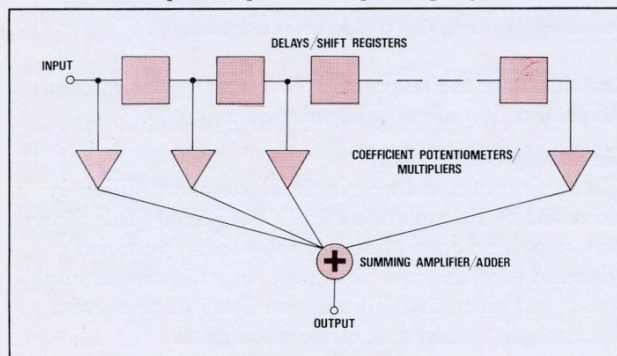 DELAYS/SHIFT REGISTERS
INPUT
COEFFICIENT POTENTIOMETERS/
MULTIPLIERS
+
SUMMING AMPLIFIER/ADDER
OUTPUT